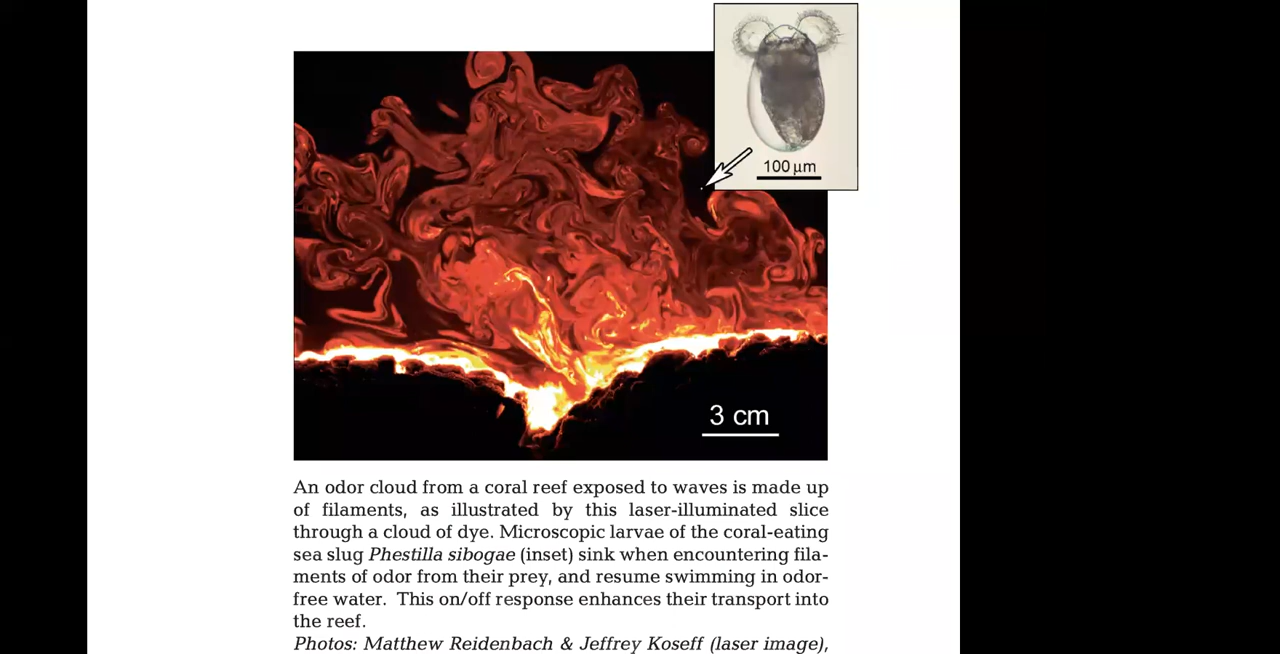 100 µm
3 cm
An odor cloud from a coral reef exposed to waves is made up
of filaments, as illustrated by this laser-illuminated slice
through a cloud of dye. Microscopic larvae of the coral-eating
sea slug Phestilla sibogae (inset) sink when encountering fila-
ments of odor from their prey, and resume swimming in odor-
free water.  This on/off response enhances their transport into
the reef.
Photos: Matthew Reidenbach & Jeffrey Koseff (laser image),